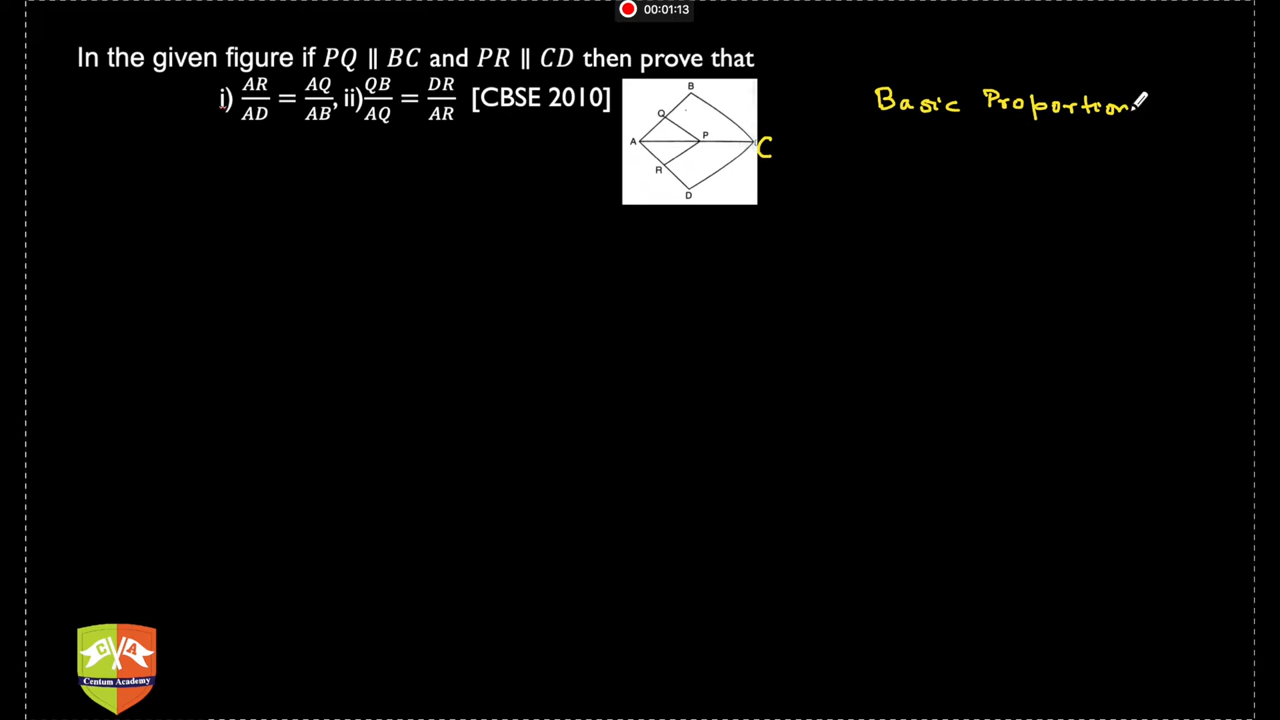 00:01:13
In the given figure if 𝑃𝑄 ∥ 𝐵𝐶 and 𝑃𝑅 ∥ 𝐶𝐷 then prove that
i) 𝐴𝑅/𝐴𝐷 = 𝐴𝑄/𝐴𝐵, ii) 𝑄𝐵/𝐴𝑄 = 𝐷𝑅/𝐴𝑅 [CBSE 2010]
Basic Proportion
B
Q
A
P
C
R
D
C A
Centum Academy